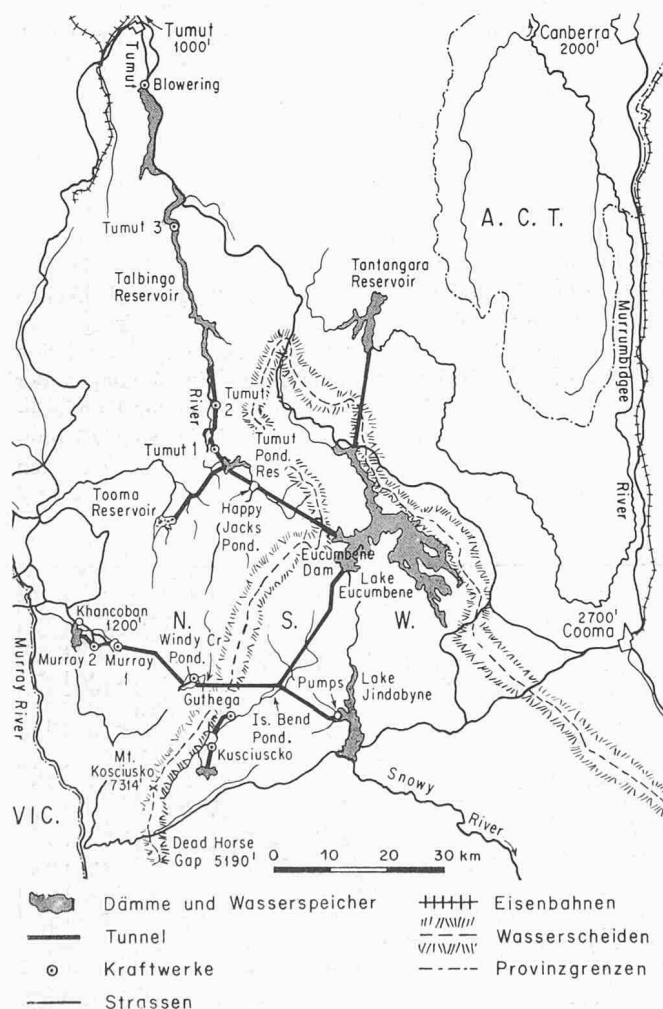 Tumut
1000'
Canberra
2000'
Tumut
Blowering
Tumut 3
A. C. T.
Talbingo
Reservoir
Tantangara
Reservoir
Murrumbidgee
River
River
Tumut
2
Tumut 1
Tumut
Pond.
Res
Tooma
Reservoir
Happy
Jacks
Pond.
Eucumbene
Dam
Lake
Eucumbene
Khancoban
1200'
N.
S.
W.
2700'
Cooma
Windy Cr
Pond.
Murray 2
Murray
1
Murray River
Guthega
Pumps
Lake
Jindabyne
Is. Bend
Pond.
Kusciuscko
Mt.
Kosciusko
7314'
Snowy
River
VIC.
Dead Horse
Gap 5190'
0 10 20 30 km
Dämme und Wasserspeicher
Tunnel
Kraftwerke
Strassen
Eisenbahnen
Wasserscheiden
Provinzgrenzen